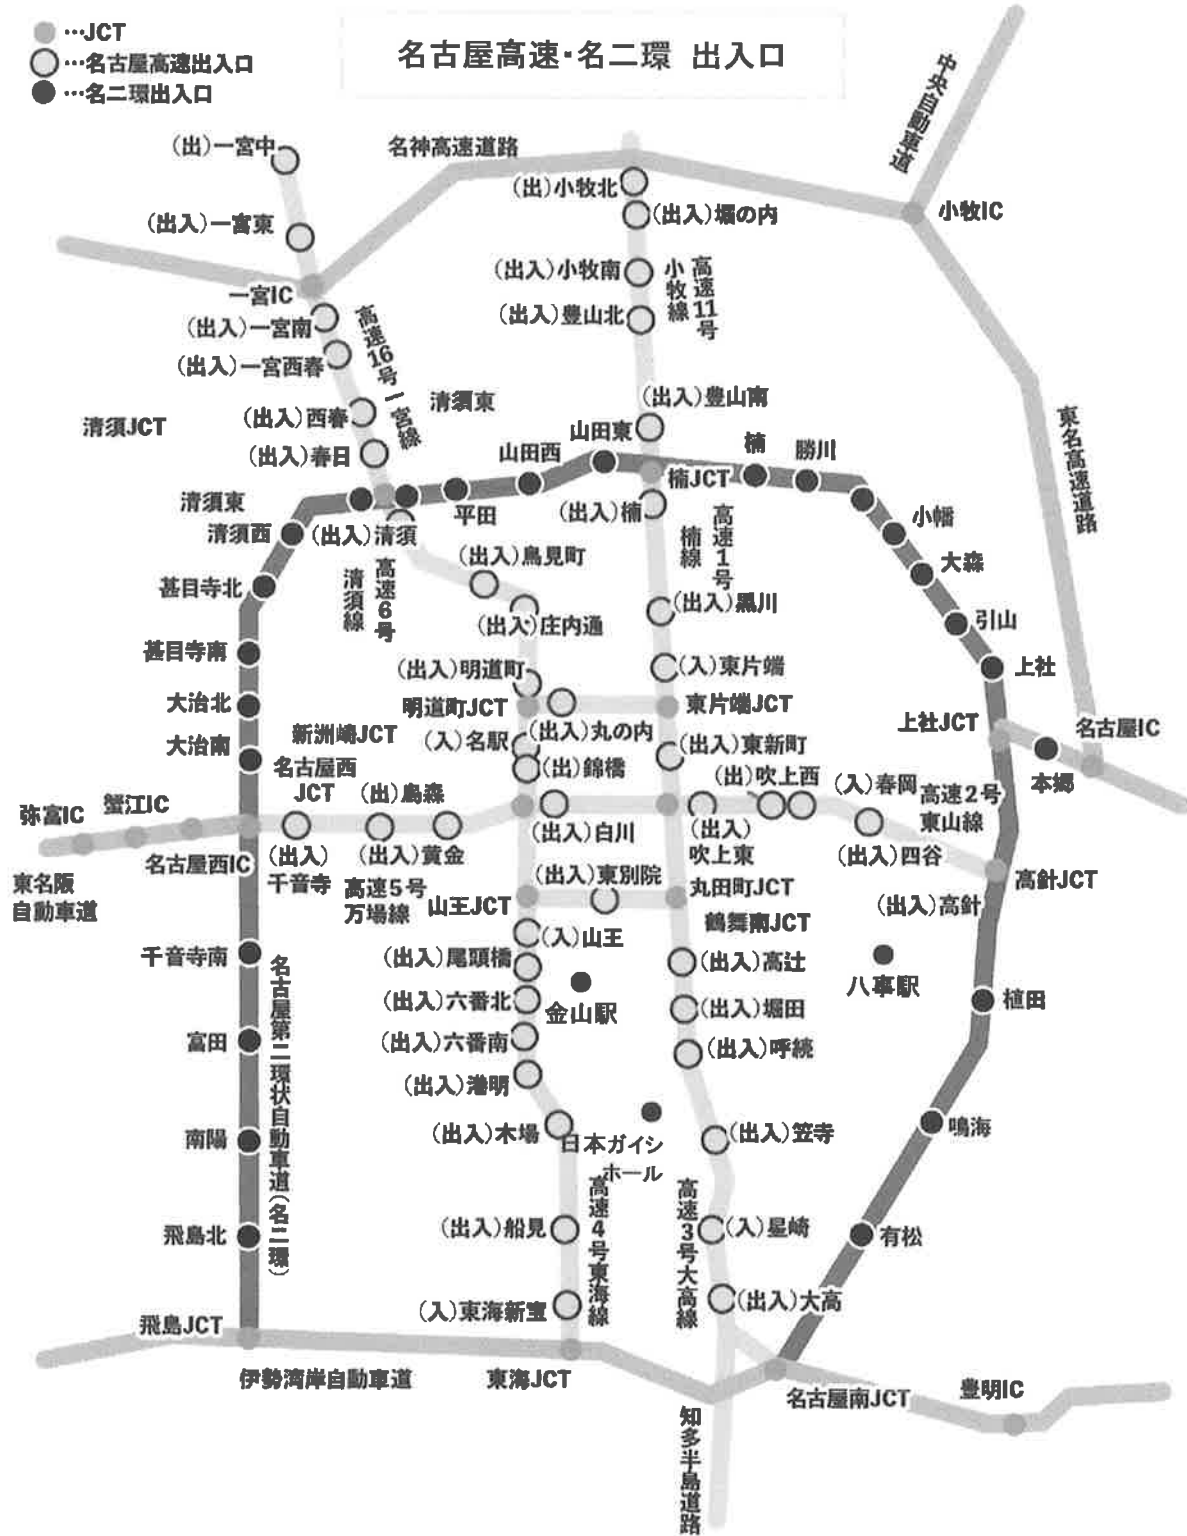 …JCT
…名古屋高速出入口
…名二環出入口
名古屋高速・名二環 出入口
中央自動車道
(出)一宮中
名神高速道路
(出)小牧北
(出入)堀の内
小牧IC
(出入)一宮東
(出入)小牧南
高速11号
小牧線
一宮IC
(出入)一宮南
(出入)豊山北
高速16号一宮線
(出入)一宮西春
(出入)豊山南
清須東
(出入)西春
清須JCT
東名高速道路
山田東
楠
勝川
(出入)春日
山田西
楠JCT
清須東
平田
(出入)楠
小幡
清須西
(出入)清須
高速1号
楠線
(出入)鳥見町
大森
高速6号
清須線
甚目寺北
(出入)黒川
引山
(出入)庄内通
甚目寺南
(出入)明道町
(入)東片端
上社
大治北
明道町JCT
東片端JCT
上社JCT
名古屋IC
新洲崎JCT
(入)名駅
(出入)丸の内
大治南
(出入)東新町
名古屋西
JCT
(出)錦橋
(出)吹上西
(入)春岡
本郷
弥富IC
蟹江IC
(出)烏森
高速2号
東山線
(出入)白川
(出入)
吹上東
名古屋西IC
(出入)
千音寺
(出入)黄金
(出入)四谷
東名阪
自動車道
高速5号
万場線
(出入)東別院
高針JCT
山王JCT
丸田町JCT
(出入)高針
鶴舞南JCT
(入)山王
千音寺南
(出入)尾頭橋
(出入)高辻
八事駅
名古屋第二環状自動車道(名二環)
(出入)六番北
金山駅
(出入)堀田
植田
富田
(出入)六番南
(出入)呼続
(出入)港明
南陽
(出入)木場
日本ガイシ
ホール
(出入)笠寺
鳴海
高速4号東海線
高速3号大高線
飛島北
(出入)船見
(入)星崎
有松
(入)東海新宝
(出入)大高
飛島JCT
伊勢湾岸自動車道
東海JCT
名古屋南JCT
豊明IC
知多半島道路